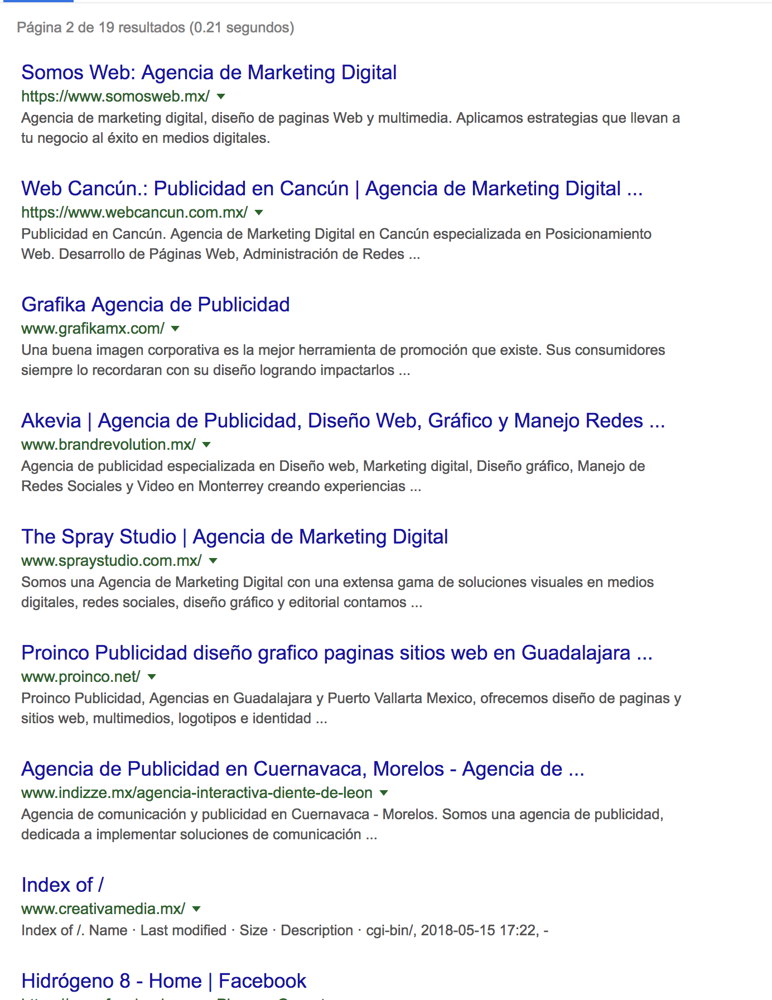 Página 2 de 19 resultados (0.21 segundos)
Somos Web: Agencia de Marketing Digital
https://www.somosweb.mx/
Agencia de marketing digital, diseño de paginas Web y multimedia. Aplicamos estrategias que llevan a
tu negocio al éxito en medios digitales.
Web Cancún.: Publicidad en Cancún | Agencia de Marketing Digital ...
https://www.webcancun.com.mx/
Publicidad en Cancún. Agencia de Marketing Digital en Cancún especializada en Posicionamiento
Web. Desarrollo de Páginas Web, Administración de Redes ...
Grafika Agencia de Publicidad
www.grafikamx.com/
Una buena imagen corporativa es la mejor herramienta de promoción que existe. Sus consumidores
siempre lo recordaran con su diseño logrando impactarlos ...
Akevia | Agencia de Publicidad, Diseño Web, Gráfico y Manejo Redes ...
www.brandrevolution.mx/
Agencia de publicidad especializada en Diseño web, Marketing digital, Diseño gráfico, Manejo de
Redes Sociales y Video en Monterrey creando experiencias ...
The Spray Studio | Agencia de Marketing Digital
www.spraystudio.com.mx/
Somos una Agencia de Marketing Digital con una extensa gama de soluciones visuales en medios
digitales, redes sociales, diseño gráfico y editorial contamos ...
Proinco Publicidad diseño grafico paginas sitios web en Guadalajara ...
www.proinco.net/
Proinco Publicidad, Agencias en Guadalajara y Puerto Vallarta Mexico, ofrecemos diseño de paginas y
sitios web, multimedios, logotipos e identidad ...
Agencia de Publicidad en Cuernavaca, Morelos - Agencia de ...
www.indizze.mx/agencia-interactiva-diente-de-leon
Agencia de comunicación y publicidad en Cuernavaca - Morelos. Somos una agencia de publicidad,
dedicada a implementar soluciones de comunicación ...
Index of /
www.creativamedia.mx/
Index of /. Name · Last modified · Size · Description · cgi-bin/, 2018-05-15 17:22, -
Hidrógeno 8 - Home | Facebook